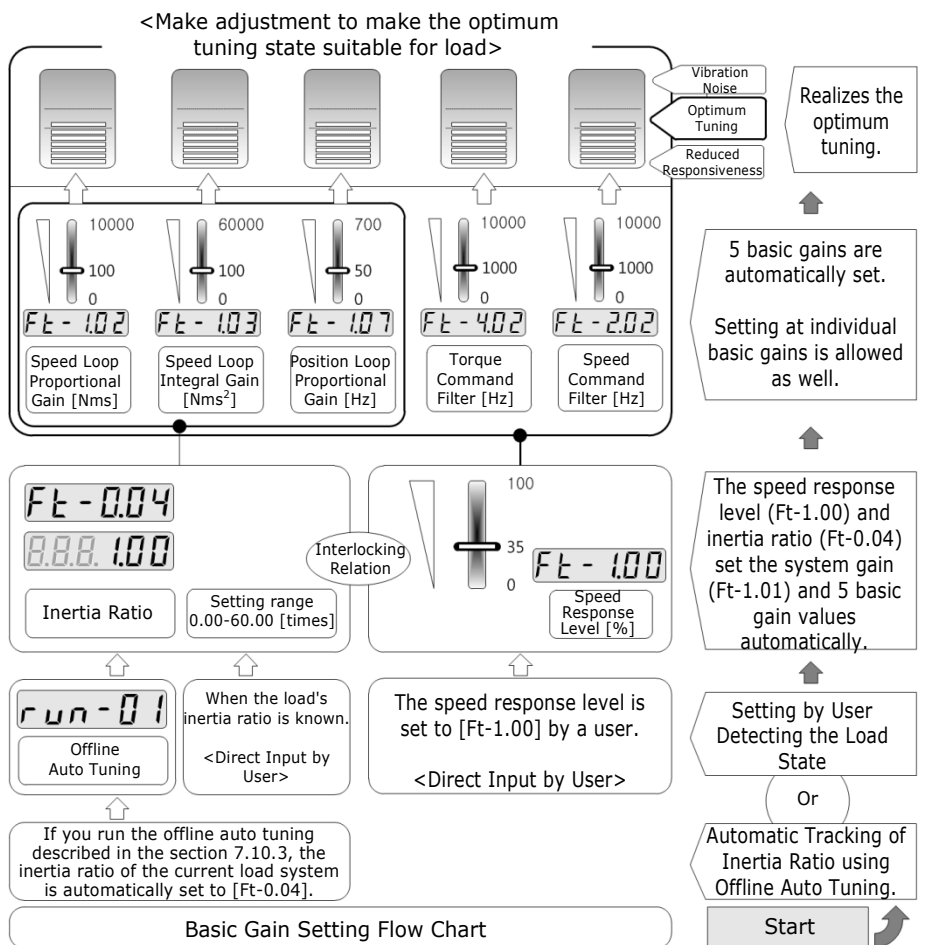 <Make adjustment to make the optimum
tuning state suitable for load>
Vibration
Noise
Optimum
Tuning
Reduced
Responsiveness
Realizes the
optimum
tuning.
10000
100
0
Ft - 1.02
Speed Loop
Proportional
Gain [Nms]
60000
100
0
Ft - 1.03
Speed Loop
Integral Gain
[Nms²]
700
50
0
Ft - 1.07
Position Loop
Proportional
Gain [Hz]
10000
1000
0
Ft - 4.02
Torque
Command
Filter [Hz]
10000
1000
0
Ft - 2.02
Speed
Command
Filter [Hz]
5 basic gains are
automatically set.
Setting at individual
basic gains is allowed
as well.
Ft - 0.04
8.8.8. 1.00
Inertia Ratio
Setting range
0.00-60.00 [times]
Interlocking
Relation
100
35
0
Ft - 1.00
Speed
Response
Level [%]
The speed response
level (Ft-1.00) and
inertia ratio (Ft-0.04)
set the system gain
(Ft-1.01) and 5 basic
gain values
automatically.
run - 01
Offline
Auto Tuning
When the load's
inertia ratio is known.
<Direct Input by
User>
The speed response level is
set to [Ft-1.00] by a user.
<Direct Input by User>
Setting by User
Detecting the Load
State
Or
If you run the offline auto tuning
described in the section 7.10.3, the
inertia ratio of the current load system
is automatically set to [Ft-0.04].
Automatic Tracking of
Inertia Ratio using
Offline Auto Tuning.
Basic Gain Setting Flow Chart
Start